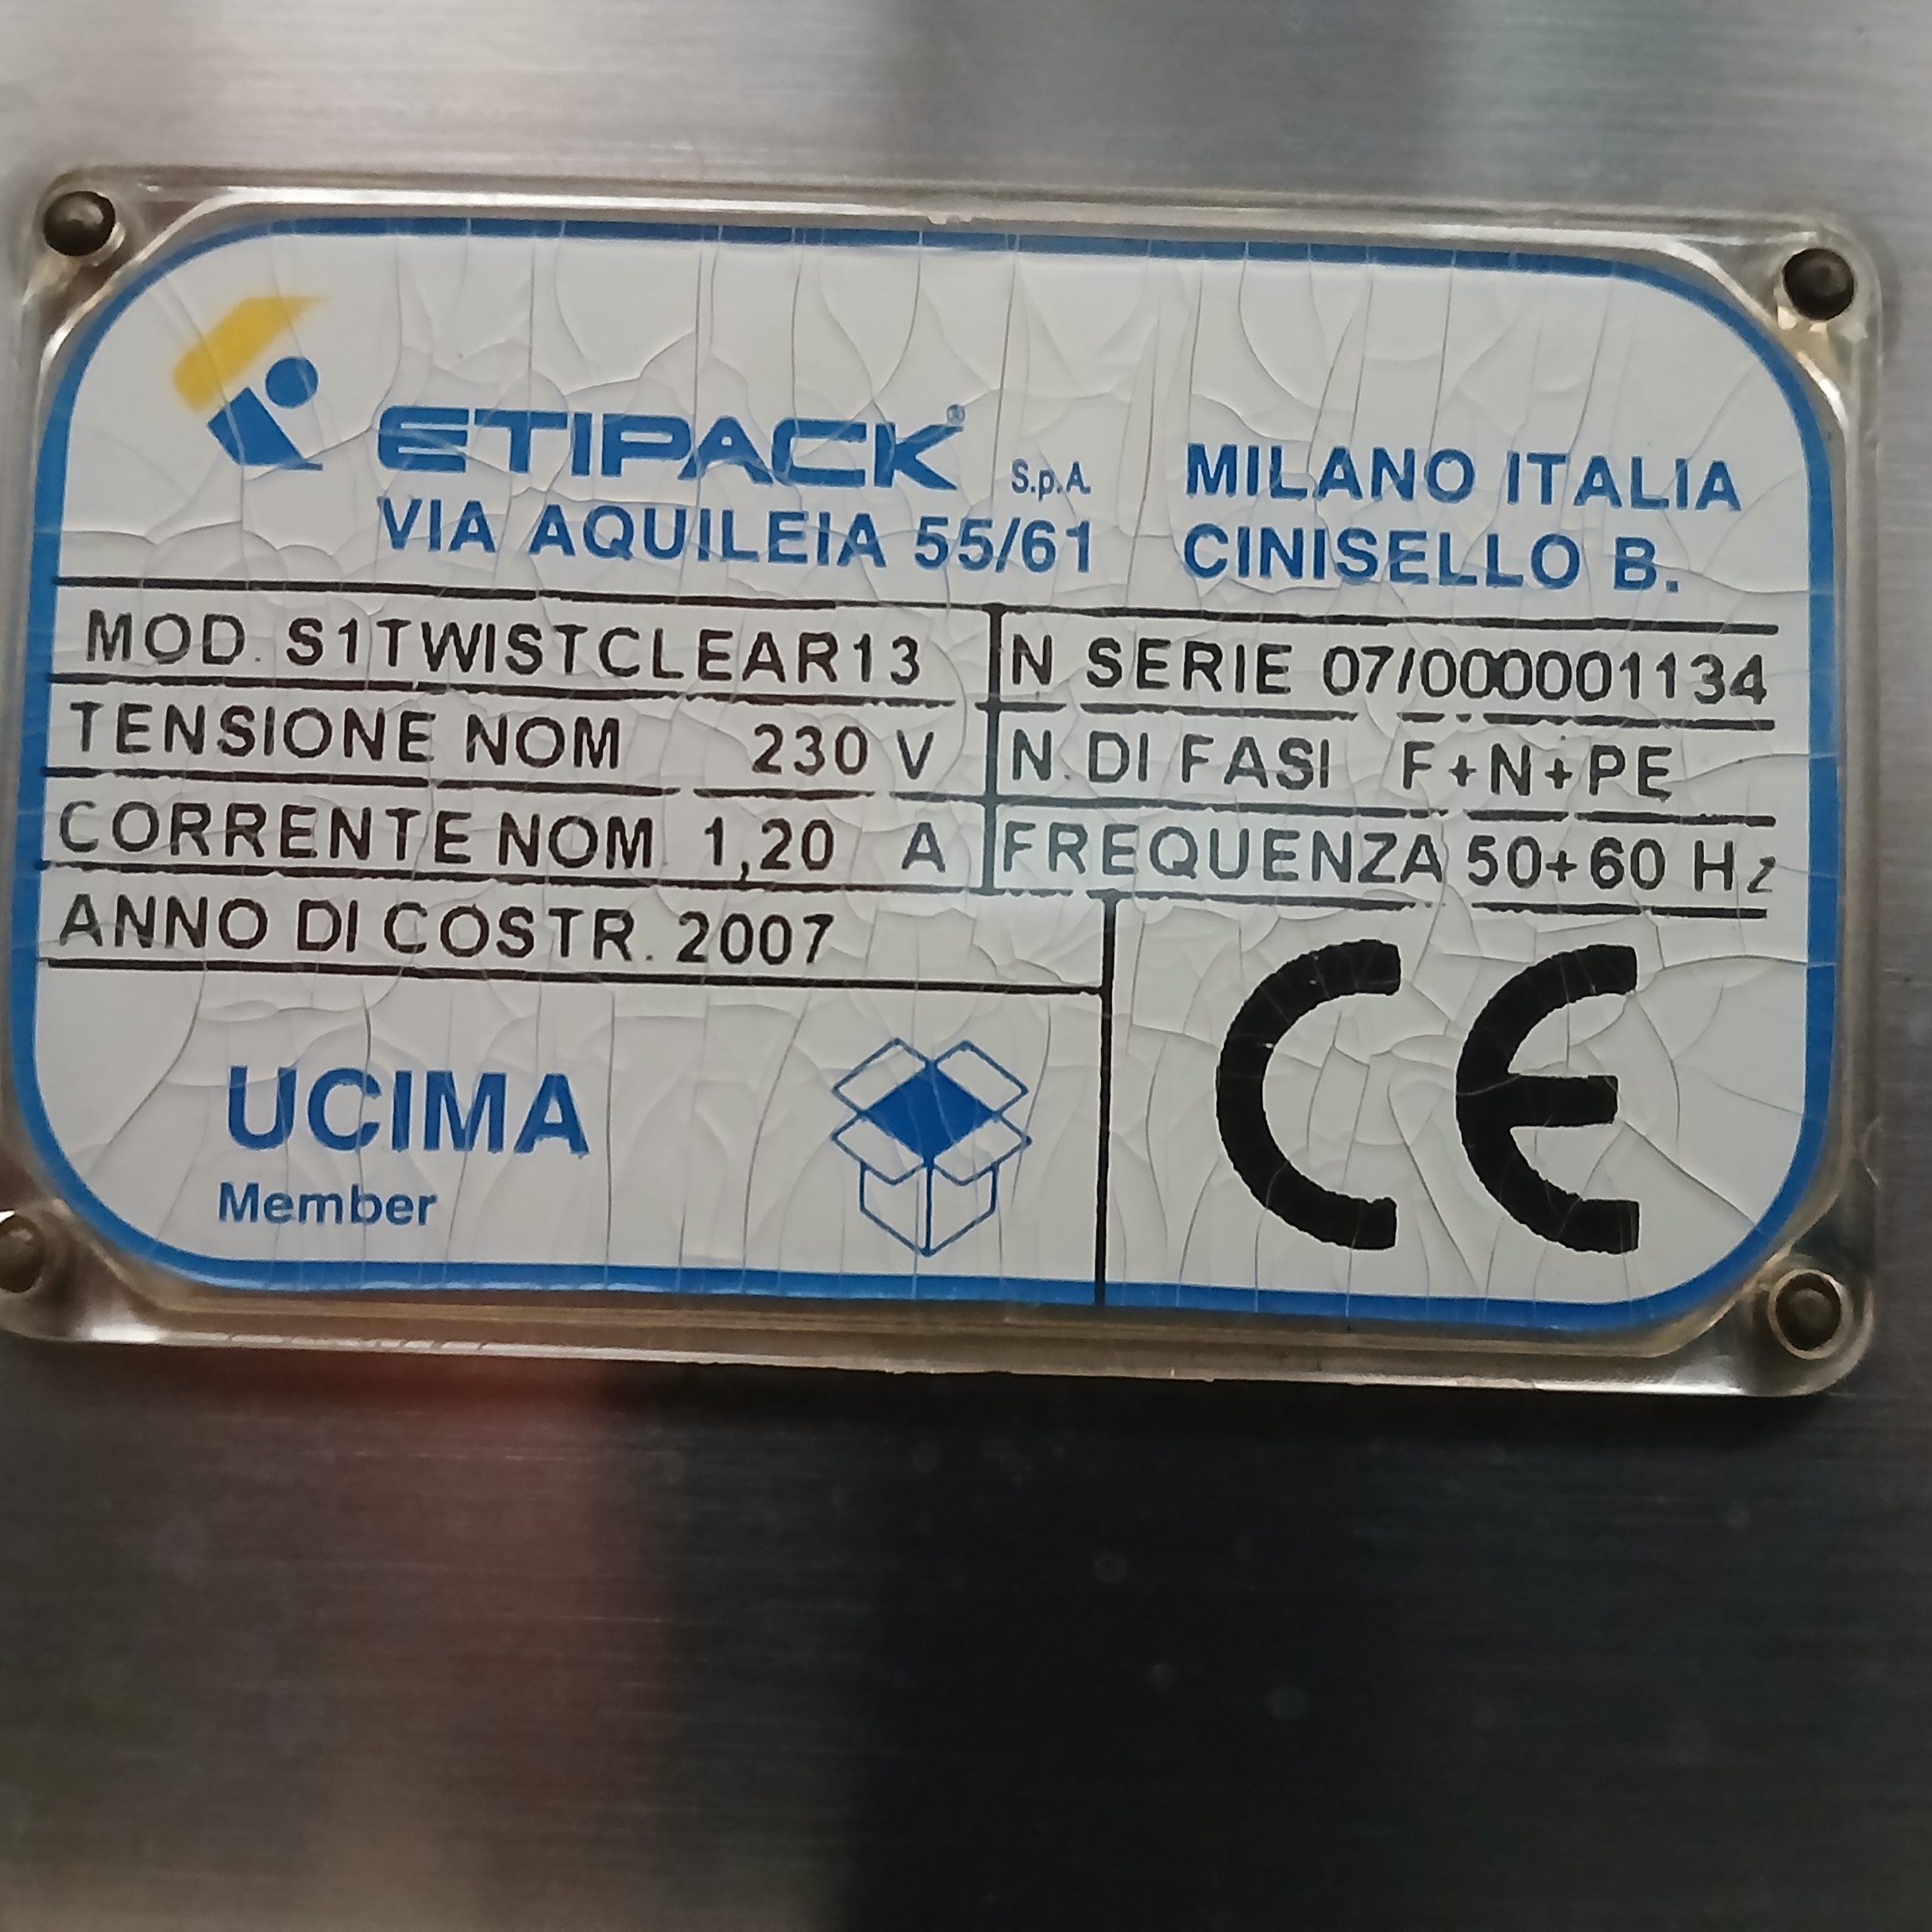 ETIPACK® S.p.A. MILANO ITALIA
VIA AQUILEIA 55/61 CINISELLO B.
MOD. S1TWISTCLEAR13 N SERIE 07/000001134
TENSIONE NOM 230 V N. DI FASI F+N+PE
CORRENTE NOM 1,20 A FREQUENZA 50+60 Hz
ANNO DI COSTR. 2007
UCIMA
Member
CE